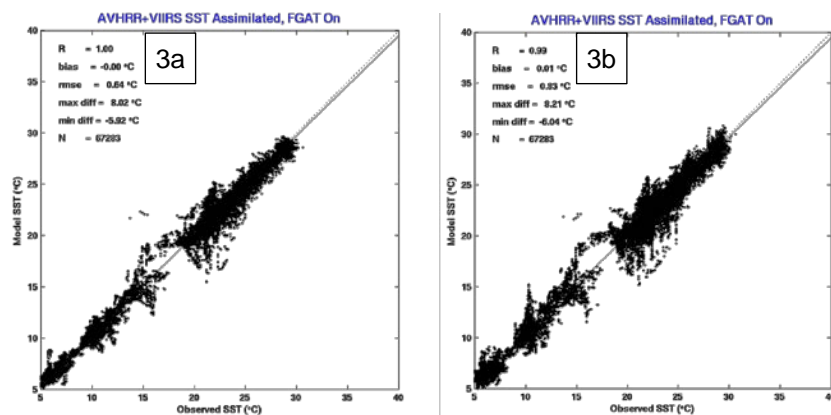 AVHRR+VIIRS SST Assimilated, FGAT On
3a
R = 1.00
bias = -0.00 °C
rmse = 0.64 °C
max diff = 8.02 °C
min diff = -5.92 °C
N = 67283
Model SST (°C)
40
35
30
25
20
15
10
5
5 10 15 20 25 30 35 40
Observed SST (°C)
AVHRR+VIIRS SST Assimilated, FGAT On
3b
R = 0.99
bias = 0.01 °C
rmse = 0.83 °C
max diff = 8.21 °C
min diff = -6.04 °C
N = 67283
Model SST (°C)
40
35
30
25
20
15
10
5
5 10 15 20 25 30 35 40
Observed SST (°C)